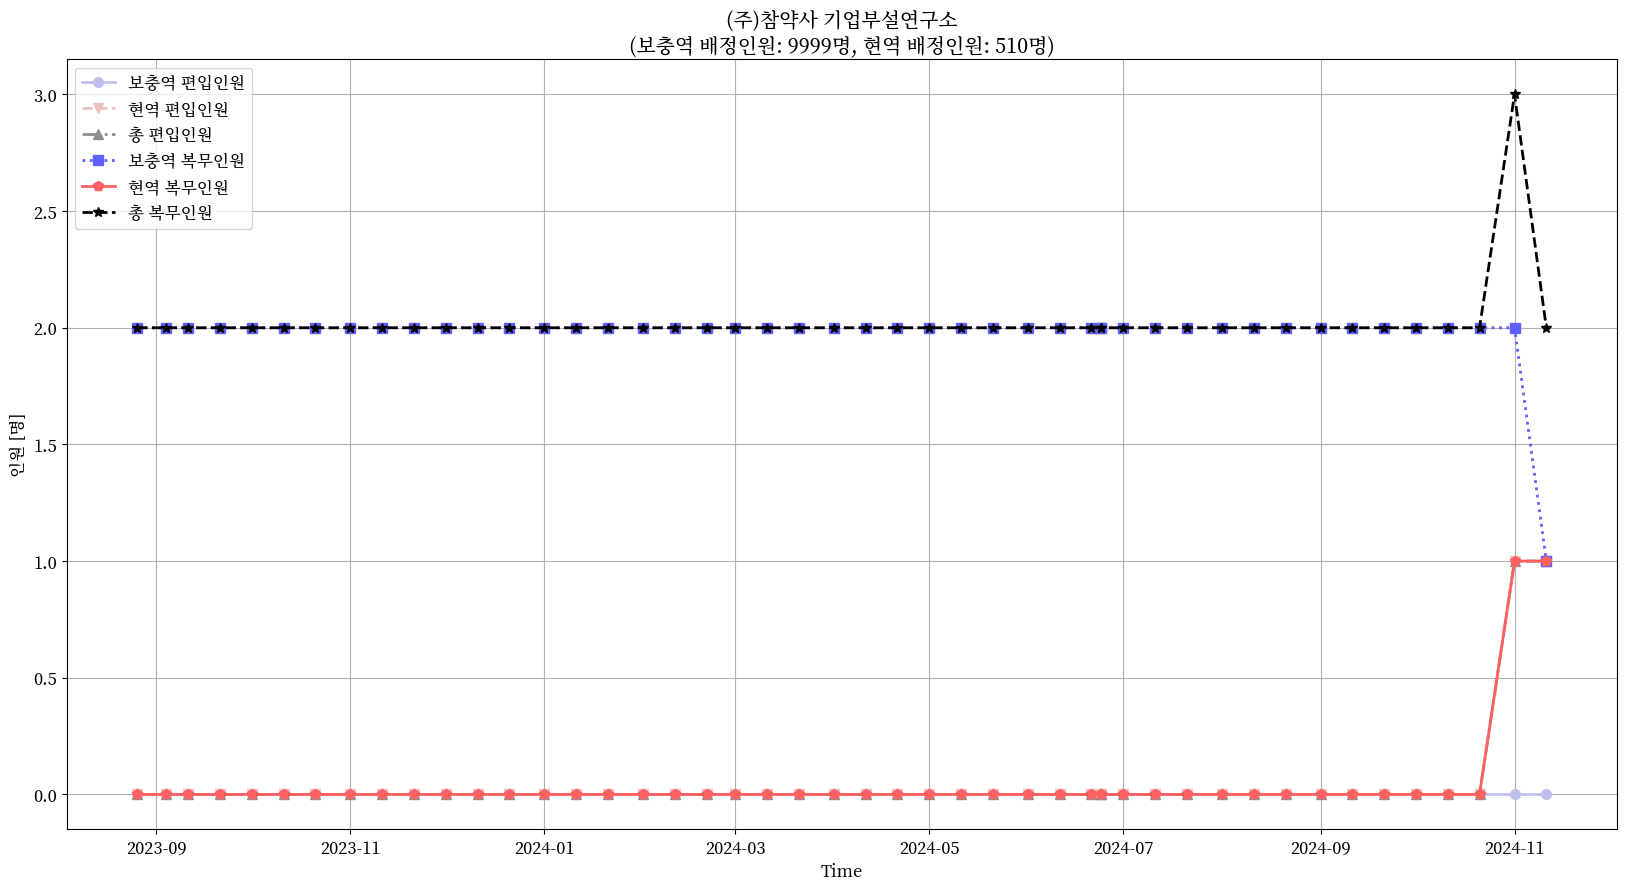 (주)참약사 기업부설연구소
(보충역 배정인원: 9999명, 현역 배정인원: 510명)
보충역 편입인원
현역 편입인원
총 편입인원
보충역 복무인원
현역 복무인원
총 복무인원
인원 [명]
3.0
2.5
2.0
1.5
1.0
0.5
0.0
2023-09
2023-11
2024-01
2024-03
2024-05
2024-07
2024-09
2024-11
Time